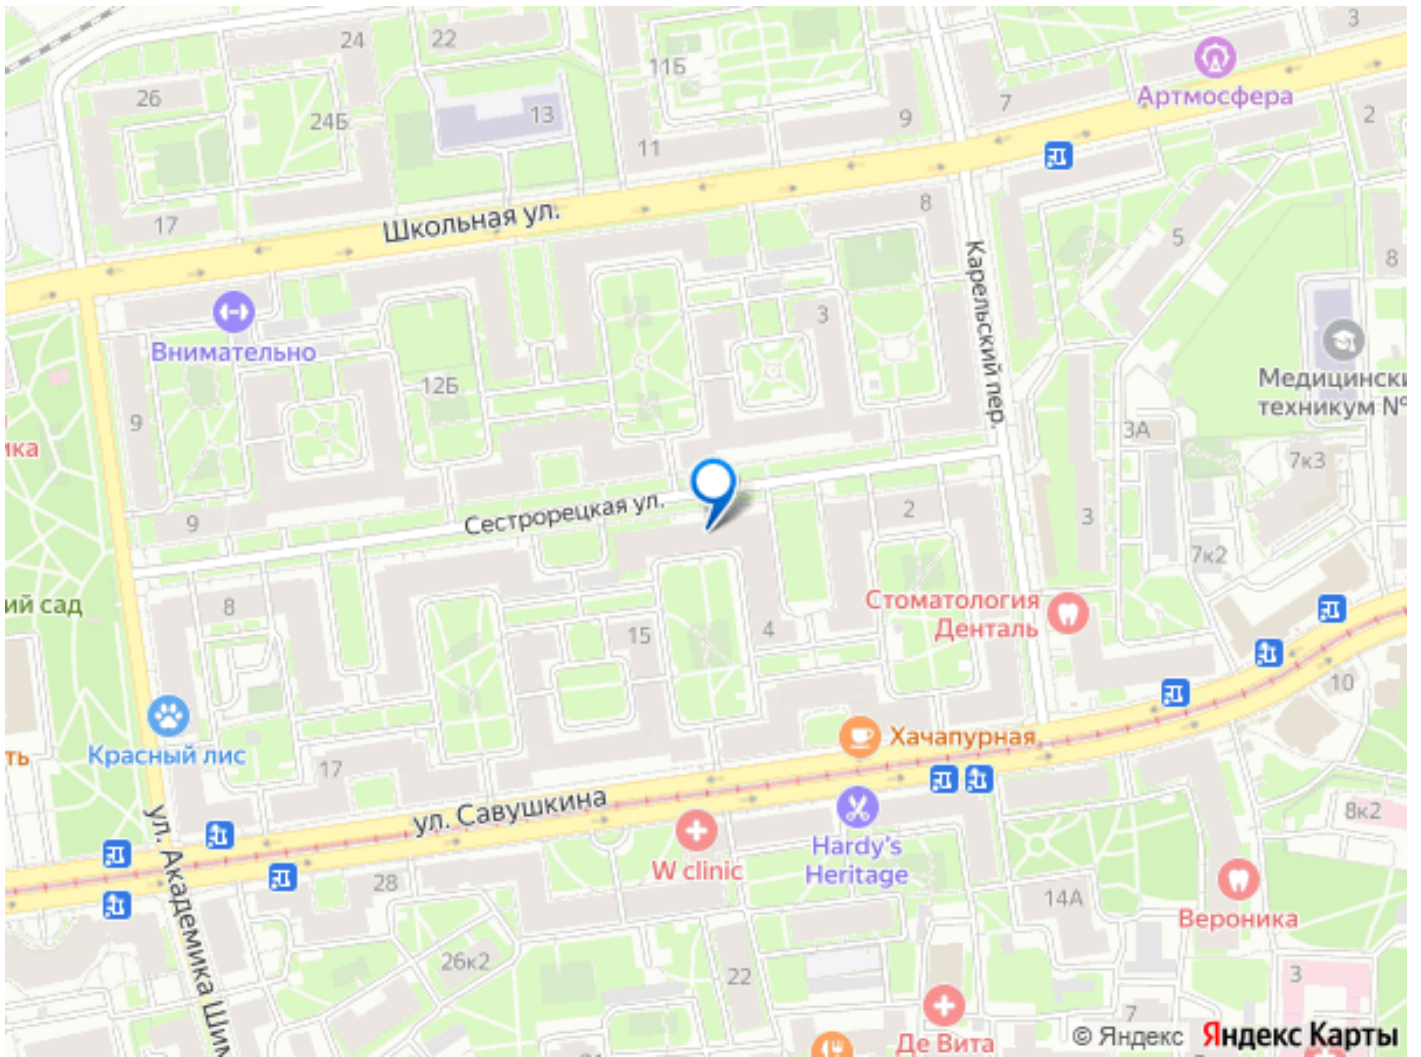 24
22
3
11Б
Артмосфера
26
7
24Б
13
9
2
11
17
Школьная ул.
8
5
Карельский пер.
8
3
Внимательно
12Б
Медицински
техникум №
9
3А
ика
7к3
Сестрорецкая ул.
9
2
3
7к2
ий сад
8
Стоматология
Денталь
15
4
10
Хачапурная
Красный лис
ть
17
ул. Савушкина
8к2
ул. Академика Шим
W clinic
Hardy's
Heritage
28
14А
Вероника
26к2
22
3
7
Де Вита
© Яндекс Яндекс Карты